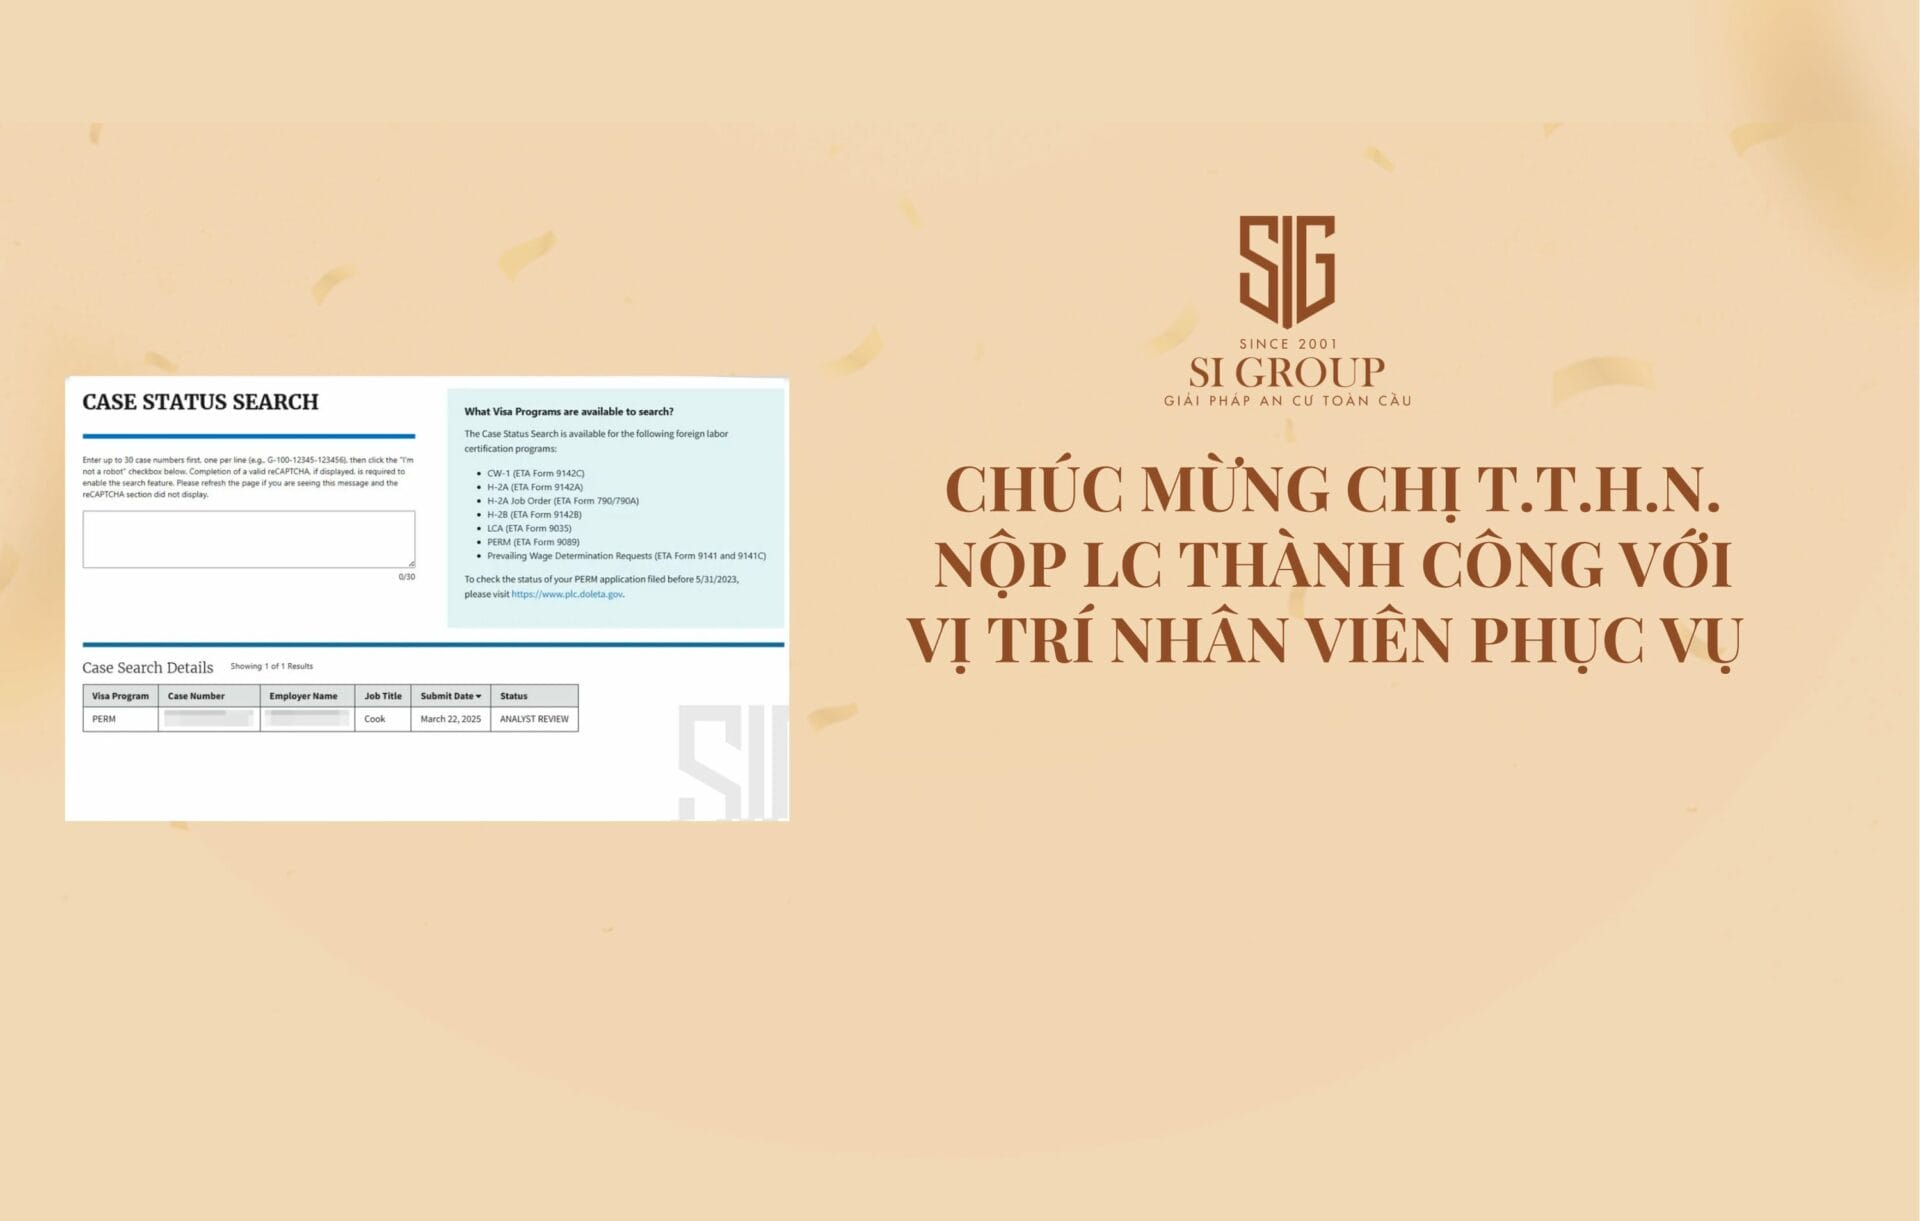 CASE STATUS SEARCH
Enter up to 30 case numbers first, one per line (e.g., G-100-12345-123456), then click the "I'm
not a robot" checkbox below. Completion of a valid reCAPTCHA, if displayed, is required to
enable the search feature. Please refresh the page if you are seeing this message and the
reCAPTCHA section did not display.
0/30
What Visa Programs are available to search?
The Case Status Search is available for the following foreign labor
certification programs:
• CW-1 (ETA Form 9142C)
• H-2A (ETA Form 9142A)
• H-2A Job Order (ETA Form 790/790A)
• H-2B (ETA Form 9142B)
• LCA (ETA Form 9035)
• PERM (ETA Form 9089)
• Prevailing Wage Determination Requests (ETA Form 9141 and 9141C)
To check the status of your PERM application filed before 5/31/2023,
please visit https://www.plc.doleta.gov.
Case Search Details Showing 1 of 1 Results
Visa Program Case Number Employer Name Job Title Submit Date Status
PERM Cook March 22, 2025 ANALYST REVIEW
SIG
SIG
SINCE 2001
SI GROUP
GIẢI PHÁP AN CƯ TOÀN CẦU
CHÚC MỪNG CHỊ T.T.H.N.
NỘP LC THÀNH CÔNG VỚI
VỊ TRÍ NHÂN VIÊN PHỤC VỤ